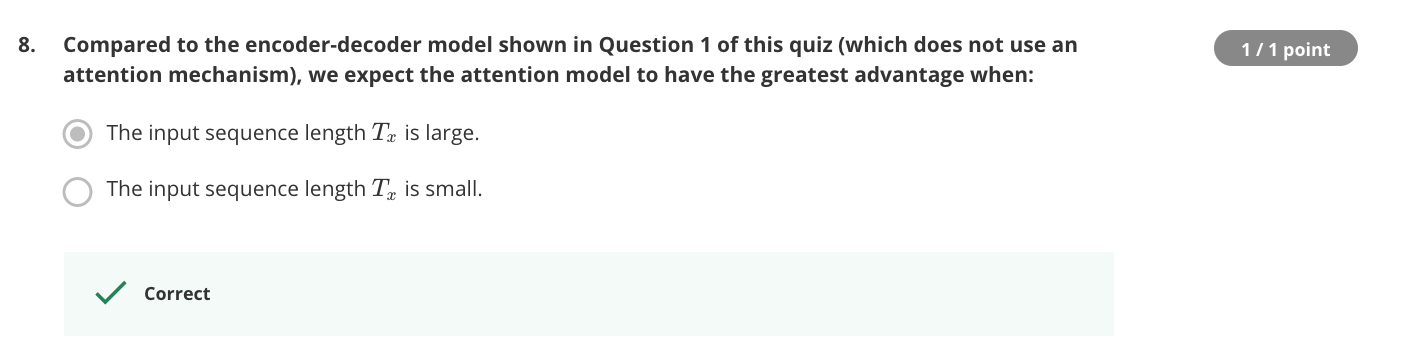 8. Compared to the encoder-decoder model shown in Question 1 of this quiz (which does not use an
attention mechanism), we expect the attention model to have the greatest advantage when:
1 / 1 point
The input sequence length Tₓ is large.
The input sequence length Tₓ is small.
Correct